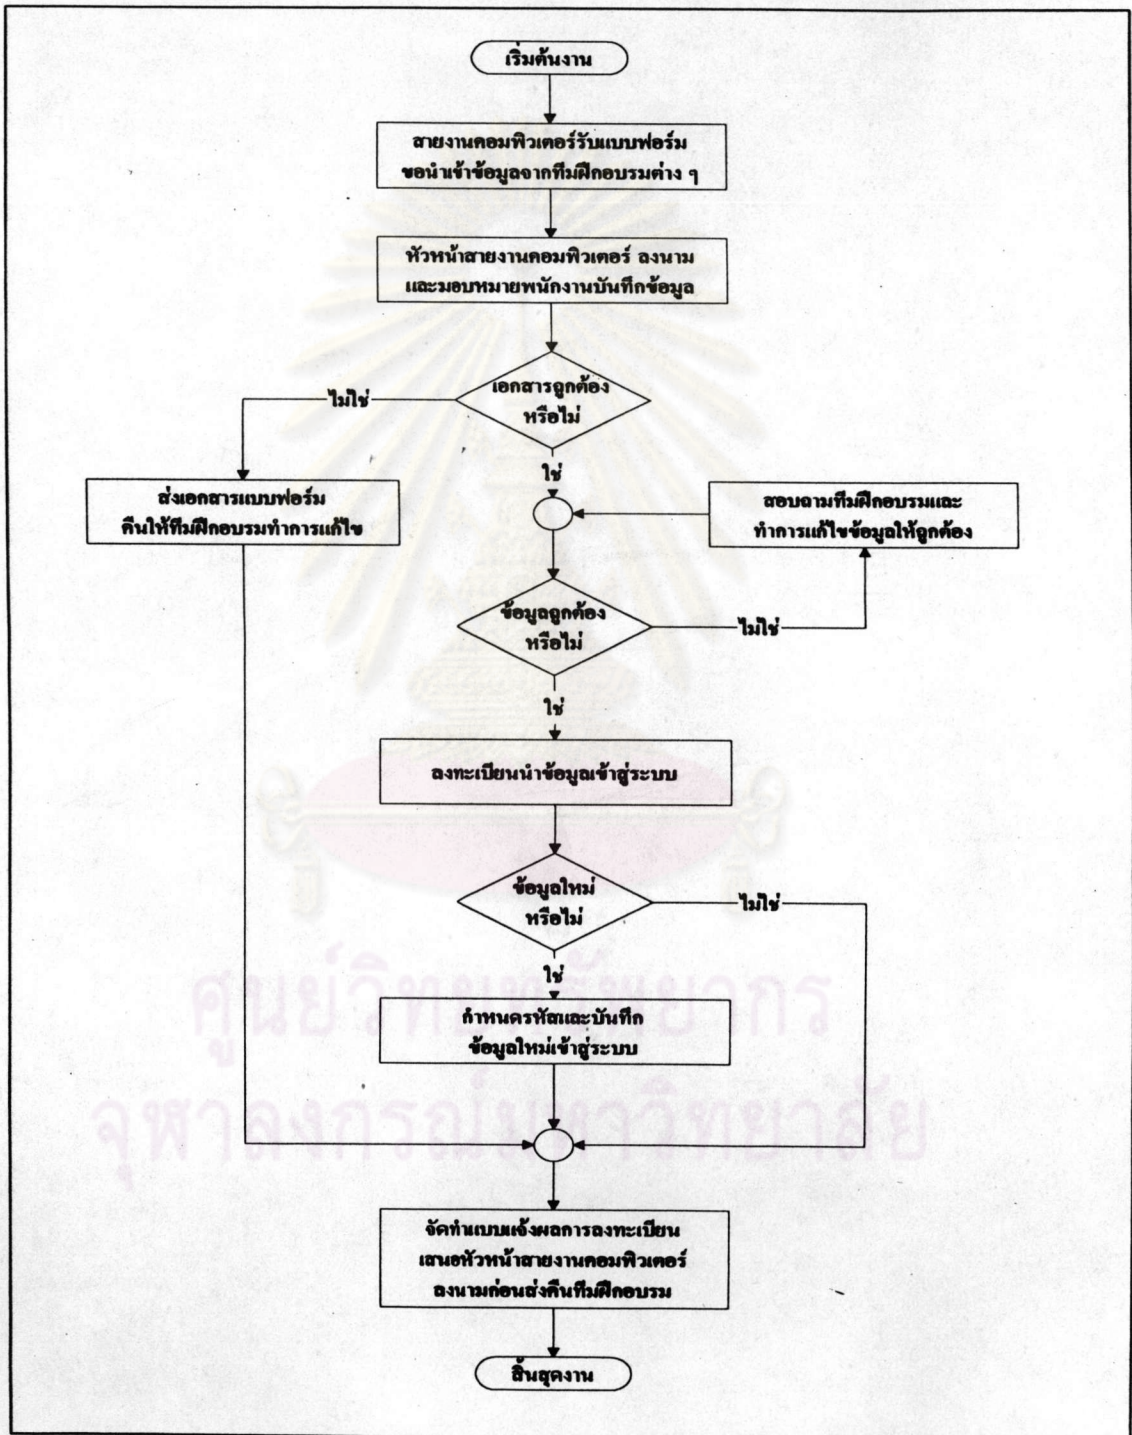 เริ่มต้นงาน
สายงานคอมพิวเตอร์รับแบบฟอร์ม
ขอนำเข้าข้อมูลจากทีมฝึกอบรมต่าง ๆ
หัวหน้าสายงานคอมพิวเตอร์ ลงนาม
และมอบหมายพนักงานบันทึกข้อมูล
เอกสารถูกต้อง
หรือไม่
ไม่ใช่
ใช่
ส่งเอกสารแบบฟอร์ม
คืนให้ทีมฝึกอบรมทำการแก้ไข
สอบถามทีมฝึกอบรมและ
ทำการแก้ไขข้อมูลให้ถูกต้อง
ข้อมูลถูกต้อง
หรือไม่
ไม่ใช่
ใช่
ลงทะเบียนนำข้อมูลเข้าสู่ระบบ
ข้อมูลใหม่
หรือไม่
ไม่ใช่
ใช่
กำหนดรหัสและบันทึก
ข้อมูลใหม่เข้าสู่ระบบ
ศูนย์วิทยทรัพยากร
จุฬาลงกรณ์มหาวิทยาลัย
จัดทำแบบแจ้งผลการลงทะเบียน
เสนอหัวหน้าสายงานคอมพิวเตอร์
ลงนามก่อนส่งคืนทีมฝึกอบรม
สิ้นสุดงาน